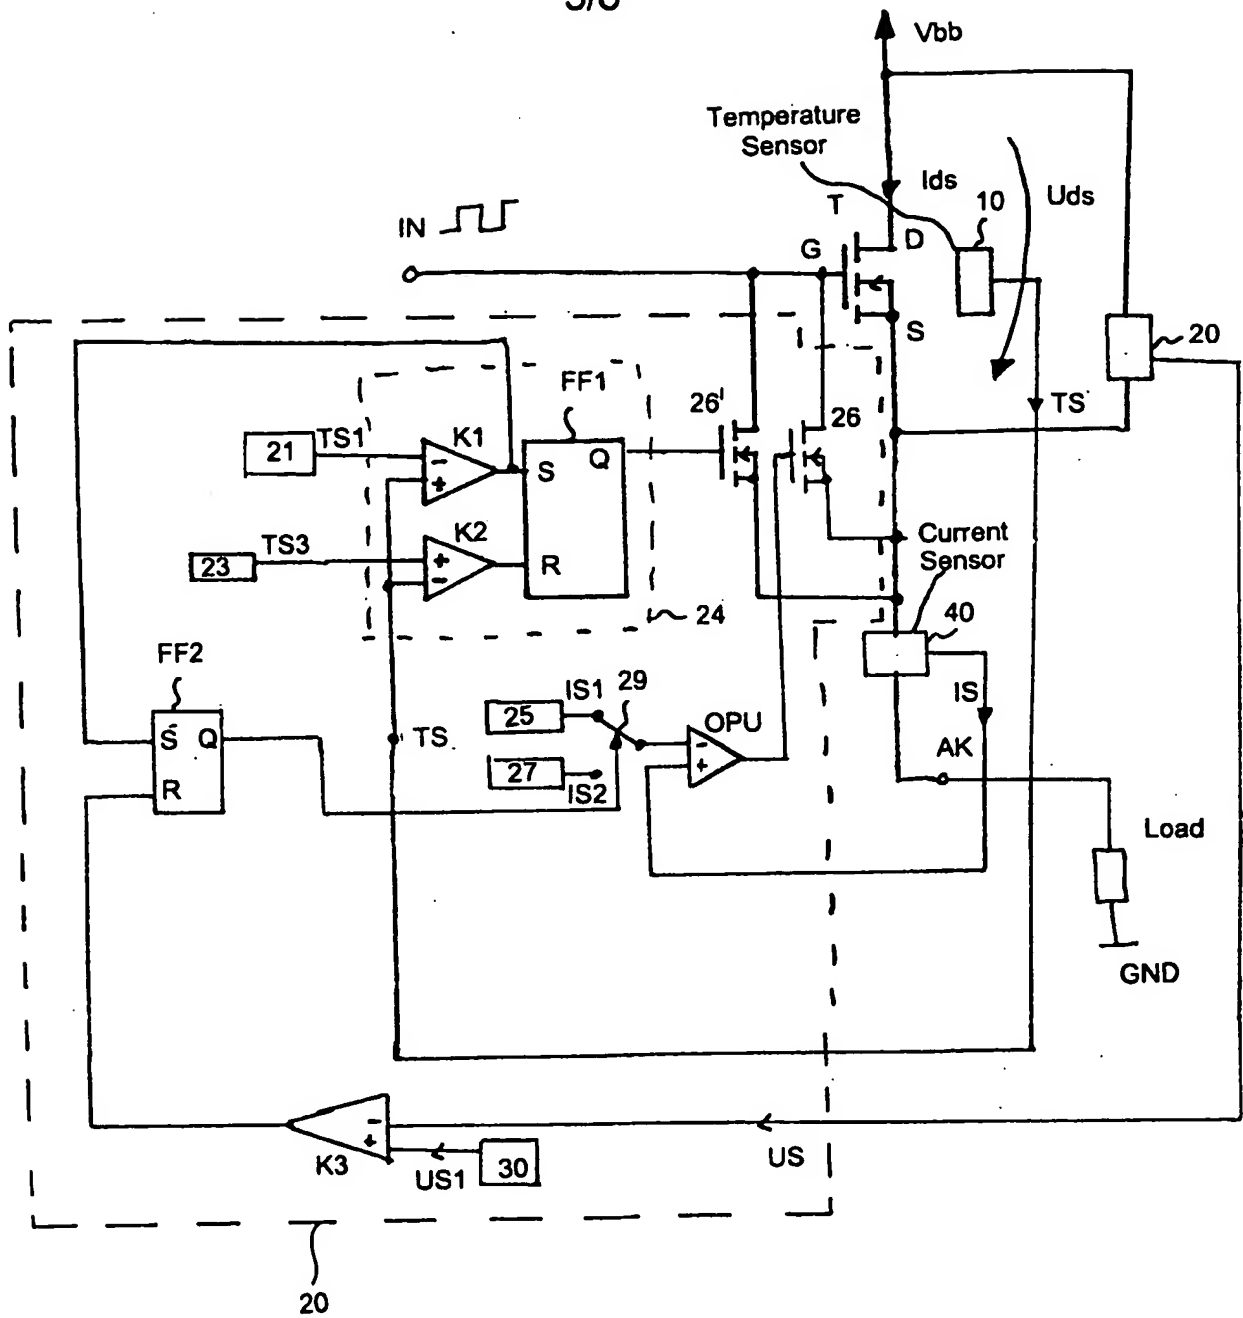 Vbb
Temperature
Sensor
Ids
Uds
T
10
IN
G
D
S
20
TS
FF1
26'
26
TS1
K1
21
S
Q
K2
TS3
23
R
Current
Sensor
24
40
FF2
IS1
29
IS
25
OPU
S
Q
TS
AK
27
IS2
R
Load
GND
K3
US1
30
US
20